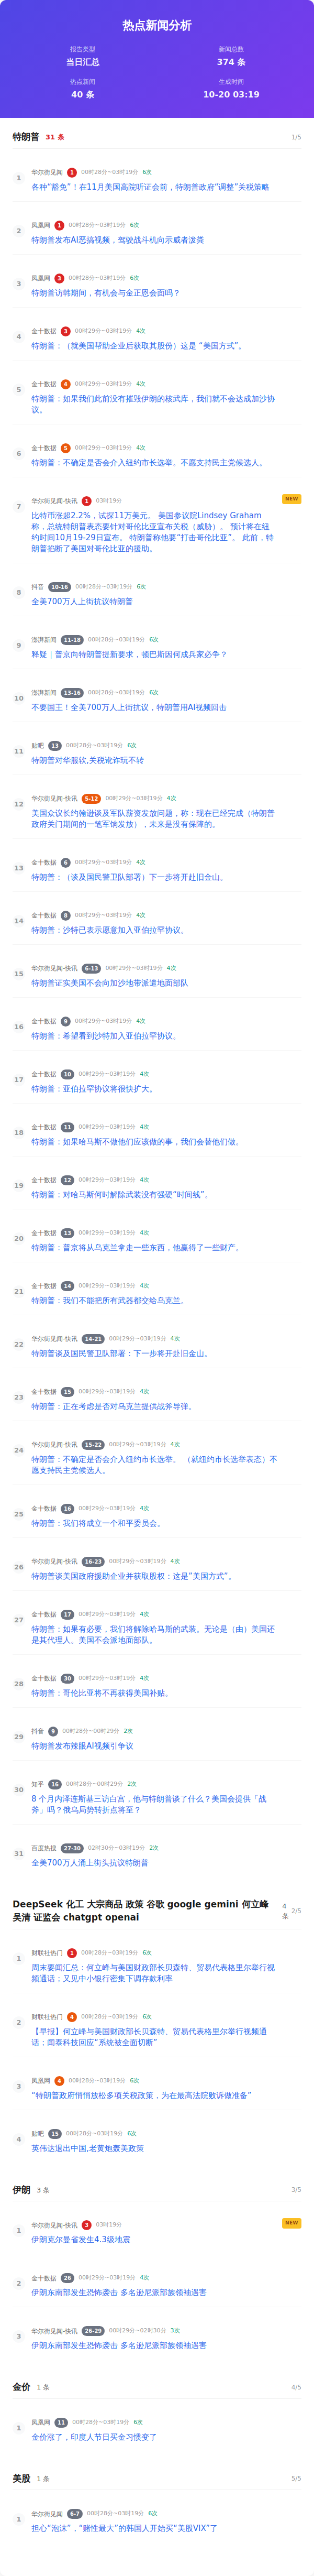 热点新闻分析
报告类型
新闻总数
当日汇总
374 条
热点新闻
生成时间
40 条
10-20 03:19
特朗普 31 条 1/5
1
华尔街见闻 1 00时28分~03时19分 6次
各种“豁免”！在11月美国高院听证会前，特朗普政府“调整”关税策略
2
凤凰网 1 00时28分~03时19分 6次
特朗普发布AI恶搞视频，驾驶战斗机向示威者泼粪
3
凤凰网 3 00时28分~03时19分 6次
特朗普访韩期间，有机会与金正恩会面吗？
4
金十数据 3 00时29分~03时19分 4次
特朗普：（就美国帮助企业后获取其股份）这是 “美国方式”。
5
金十数据 4 00时29分~03时19分 4次
特朗普：如果我们此前没有摧毁伊朗的核武库，我们就不会达成加沙协
议。
6
金十数据 5 00时29分~03时19分 4次
特朗普：不确定是否会介入纽约市长选举。不愿支持民主党候选人。
7
华尔街见闻-快讯 1 03时19分 NEW
比特币涨超2.2%，试探11万美元。 美国参议院Lindsey Graham
称，总统特朗普表态要针对哥伦比亚宣布关税（威胁）。 预计将在纽
约时间10月19-29日宣布。 特朗普称他要“打击哥伦比亚”。 此前，特
朗普掐断了美国对哥伦比亚的援助。
8
抖音 10-16 00时28分~03时19分 6次
全美700万人上街抗议特朗普
9
澎湃新闻 11-18 00时28分~03时19分 6次
释疑｜普京向特朗普提新要求，顿巴斯因何成兵家必争？
10
澎湃新闻 13-16 00时28分~03时19分 6次
不要国王！全美700万人上街抗议，特朗普用AI视频回击
11
贴吧 13 00时28分~03时19分 6次
特朗普对华服软,关税讹诈玩不转
12
华尔街见闻-快讯 5-12 00时29分~03时19分 4次
美国众议长约翰逊谈及军队薪资发放问题，称：现在已经完成（特朗普
政府关门期间的一笔军饷发放），未来是没有保障的。
13
金十数据 6 00时29分~03时19分 4次
特朗普：（谈及国民警卫队部署）下一步将开赴旧金山。
14
金十数据 8 00时29分~03时19分 4次
特朗普：沙特已表示愿意加入亚伯拉罕协议。
15
华尔街见闻-快讯 6-13 00时29分~03时19分 4次
特朗普证实美国不会向加沙地带派遣地面部队
16
金十数据 9 00时29分~03时19分 4次
特朗普：希望看到沙特加入亚伯拉罕协议。
17
金十数据 10 00时29分~03时19分 4次
特朗普：亚伯拉罕协议将很快扩大。
18
金十数据 11 00时29分~03时19分 4次
特朗普：如果哈马斯不做他们应该做的事，我们会替他们做。
19
金十数据 12 00时29分~03时19分 4次
特朗普：对哈马斯何时解除武装没有强硬“时间线”。
20
金十数据 13 00时29分~03时19分 4次
特朗普：普京将从乌克兰拿走一些东西，他赢得了一些财产。
21
金十数据 14 00时29分~03时19分 4次
特朗普：我们不能把所有武器都交给乌克兰。
22
华尔街见闻-快讯 14-21 00时29分~03时19分 4次
特朗普谈及国民警卫队部署：下一步将开赴旧金山。
23
金十数据 15 00时29分~03时19分 4次
特朗普：正在考虑是否对乌克兰提供战斧导弹。
24
华尔街见闻-快讯 15-22 00时29分~03时19分 4次
特朗普：不确定是否会介入纽约市长选举。 （就纽约市长选举表态）不
愿支持民主党候选人。
25
金十数据 16 00时29分~03时19分 4次
特朗普：我们将成立一个和平委员会。
26
华尔街见闻-快讯 16-23 00时29分~03时19分 4次
特朗普谈美国政府援助企业并获取股权：这是“美国方式”。
27
金十数据 17 00时29分~03时19分 4次
特朗普：如果有必要，我们将解除哈马斯的武装。无论是（由）美国还
是其代理人。美国不会派地面部队。
28
金十数据 30 00时29分~03时19分 4次
特朗普：哥伦比亚将不再获得美国补贴。
29
抖音 9 00时28分~00时29分 2次
特朗普发布辣眼AI视频引争议
30
知乎 16 00时28分~00时29分 2次
8 个月内泽连斯基三访白宫，他与特朗普谈了什么？美国会提供「战
斧」吗？俄乌局势转折点将至？
31
百度热搜 27-30 02时30分~03时19分 2次
全美700万人涌上街头抗议特朗普
DeepSeek 化工 大宗商品 政策 谷歌 google gemini 何立峰
吴清 证监会 chatgpt openai
4
条
2/5
1
财联社热门 1 00时28分~03时19分 6次
周末要闻汇总：何立峰与美国财政部长贝森特、贸易代表格里尔举行视
频通话；又见中小银行密集下调存款利率
2
财联社热门 4 00时28分~03时19分 6次
【早报】何立峰与美国财政部长贝森特、贸易代表格里尔举行视频通
话；闻泰科技回应“系统被全面切断”
3
凤凰网 4 00时28分~03时19分 6次
“特朗普政府悄悄放松多项关税政策，为在最高法院败诉做准备”
4
贴吧 15 00时28分~03时19分 6次
英伟达退出中国,老黄炮轰美政策
伊朗 3 条 3/5
1
华尔街见闻-快讯 3 03时19分 NEW
伊朗克尔曼省发生4.3级地震
2
金十数据 26 00时29分~03时19分 4次
伊朗东南部发生恐怖袭击 多名逊尼派部族领袖遇害
3
华尔街见闻-快讯 26-29 00时29分~02时30分 3次
伊朗东南部发生恐怖袭击 多名逊尼派部族领袖遇害
金价 1 条 4/5
1
凤凰网 11 00时28分~03时19分 6次
金价涨了，印度人节日买金习惯变了
美股 1 条 5/5
1
华尔街见闻 6-7 00时28分~03时19分 6次
担心“泡沫”，“赌性最大”的韩国人开始买“美股VIX”了